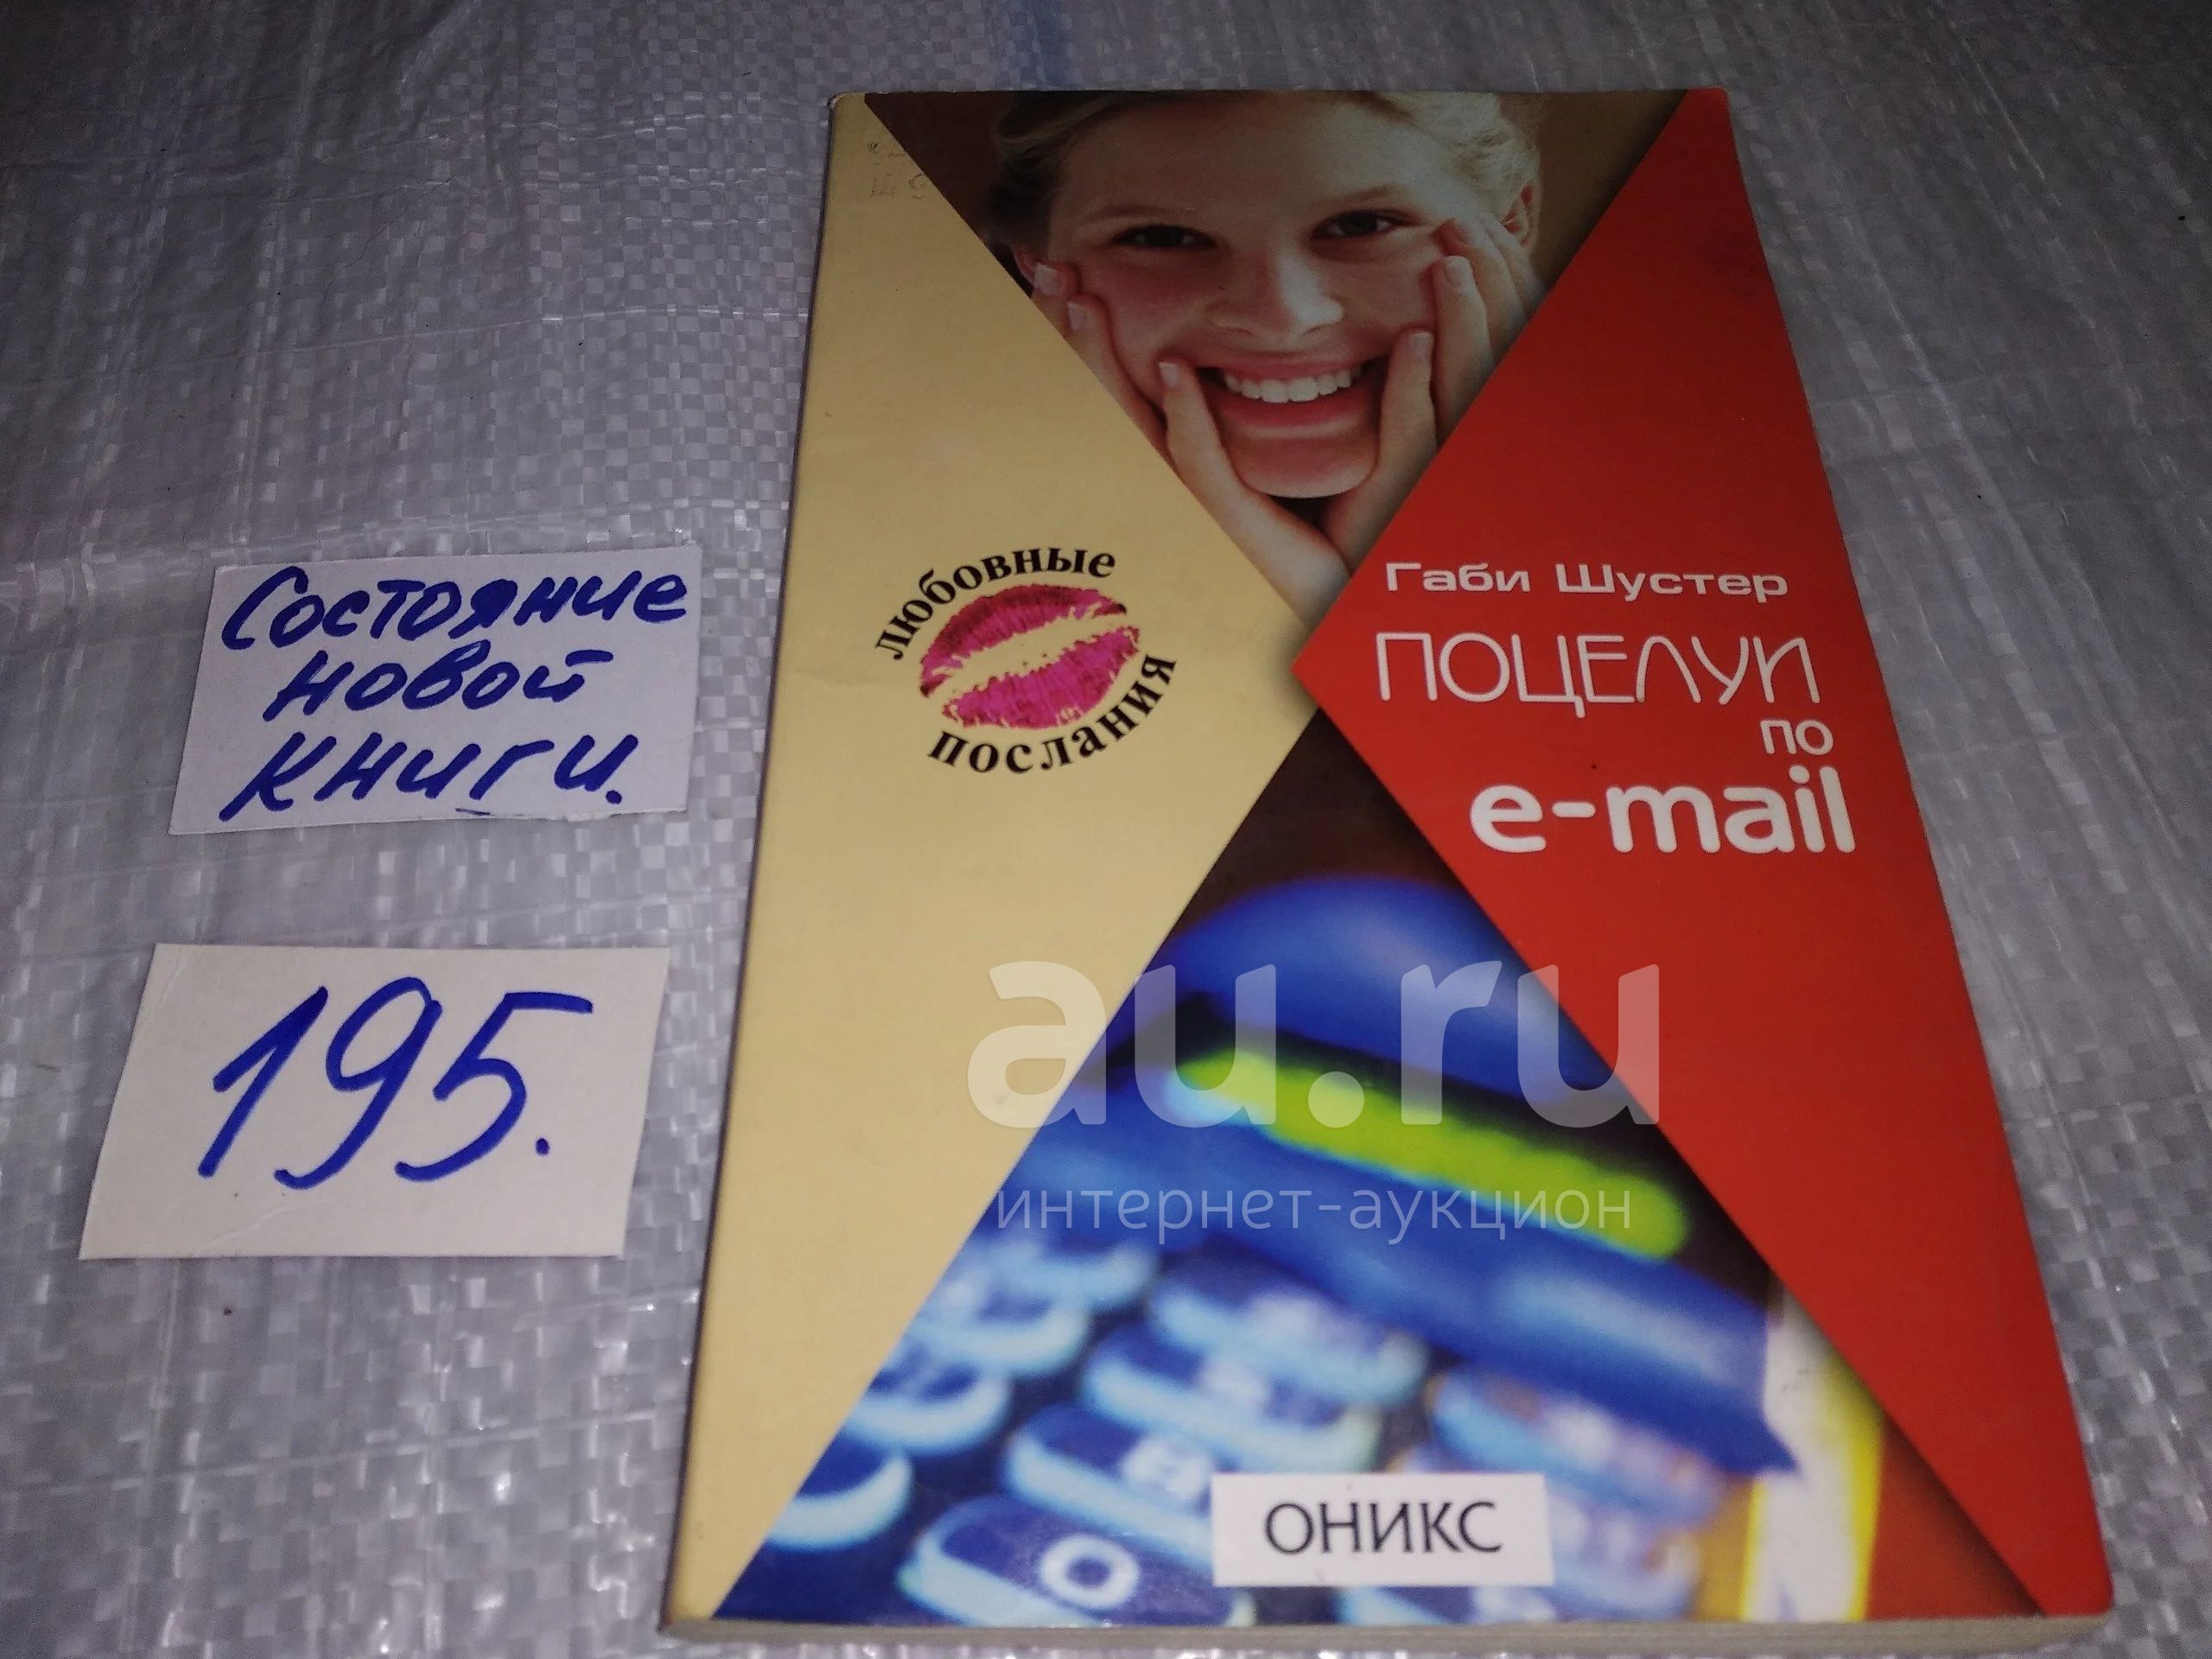 Состояние
новой
книги.
195.
любовные
послания
Габи Шустер
ПОЦЕЛУИ
по
e-mail
au.ru
интернет-аукцион
ОНИКС